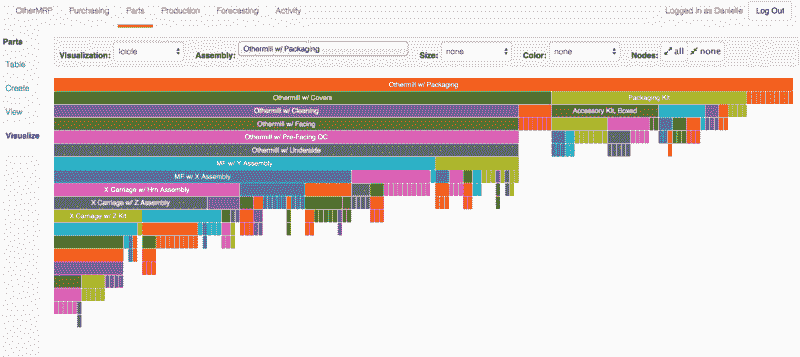 OtherMRP Purchasing Parts Production Forecasting Activity Logged in as Danielle Log Out
Parts
Table
Create
View
Visualize
Visualization: Icicle Assembly: Othermill w/ Packaging Size: none Color: none Nodes: all none
Othermill w/ Packaging
Othermill w/ Covers Packaging Kit
Othermill w/ Cleaning Accessory Kit, Boxed
Othermill w/ Facing
Othermill w/ Pre-Facing QC
Othermill w/ Underside
MF w/ Y Assembly
MF w/ X Assembly
X Carriage w/ Hrn Assembly
X Carriage w/ Z Assembly
X Carriage w/ Z Kit